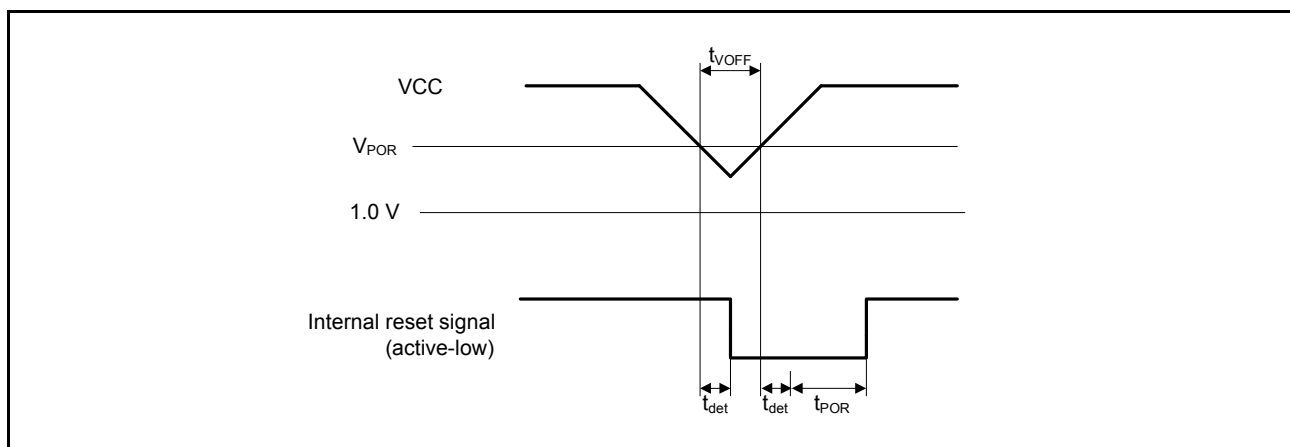 tVOFF
VCC
VPOR
1.0 V
Internal reset signal
(active-low)
tdet
tdet
tPOR